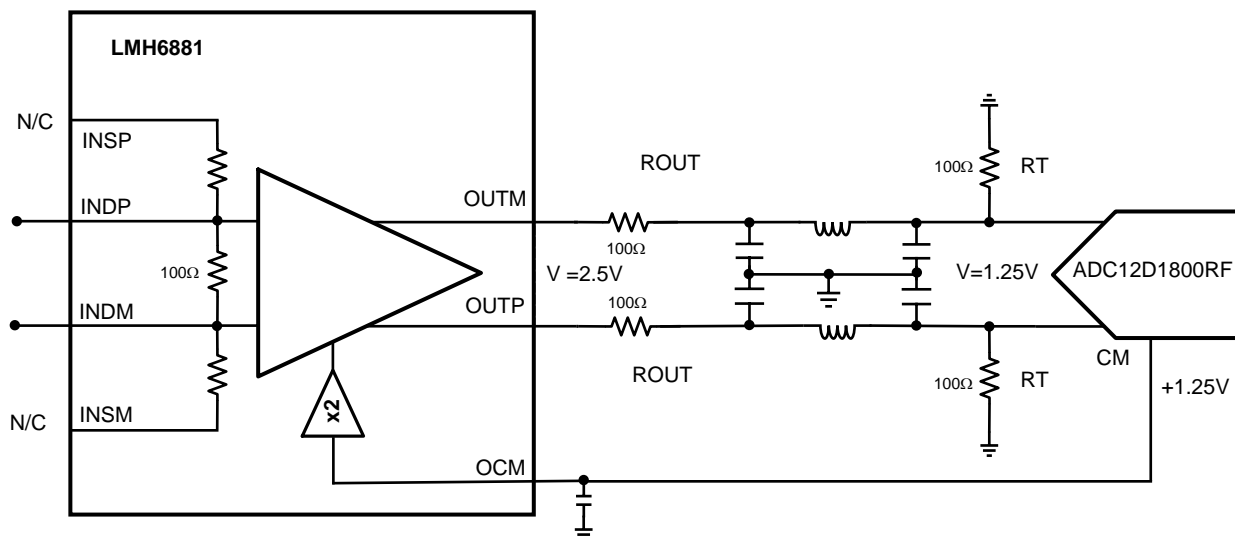 LMH6881
N/C
INSP
ROUT
100Ω
RT
INDP
OUTM
100Ω
100Ω
V =2.5V
V=1.25V
ADC12D1800RF
100Ω
INDM
OUTP
CM
ROUT
100Ω
RT
+1.25V
N/C
INSM
x2
OCM